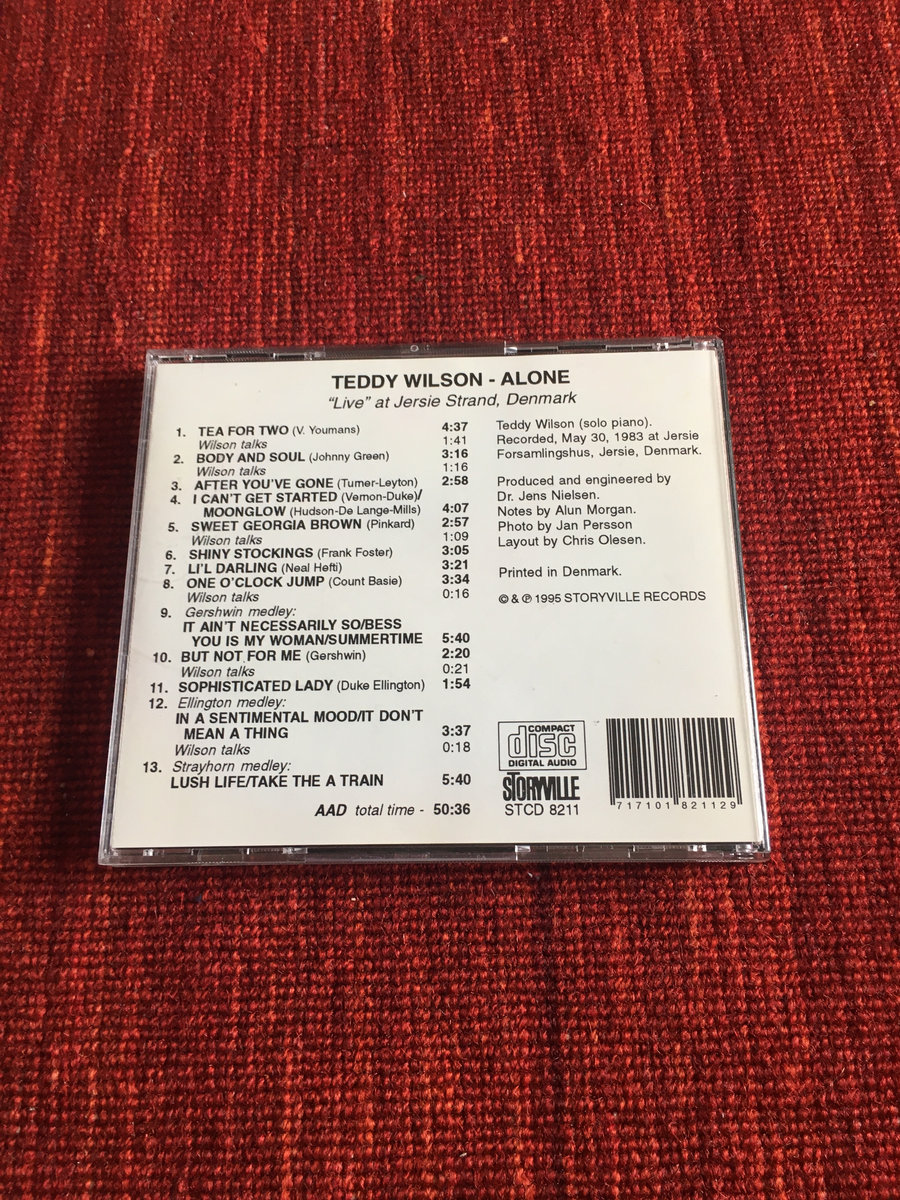 TEDDY WILSON - ALONE
"Live" at Jersie Strand, Denmark
1. TEA FOR TWO (V. Youmans) 4:37
Wilson talks 1:41
2. BODY AND SOUL (Johnny Green) 3:16
Wilson talks 1:16
3. AFTER YOU'VE GONE (Turner-Leyton) 2:58
4. I CAN'T GET STARTED (Vernon-Duke)/
MOONGLOW (Hudson-De Lange-Mills) 4:07
5. SWEET GEORGIA BROWN (Pinkard) 2:57
Wilson talks 1:09
6. SHINY STOCKINGS (Frank Foster) 3:05
7. LI'L DARLING (Neal Hefti) 3:21
8. ONE O'CLOCK JUMP (Count Basie) 3:34
Wilson talks 0:16
9. Gershwin medley:
IT AIN'T NECESSARILY SO/BESS
YOU IS MY WOMAN/SUMMERTIME 5:40
10. BUT NOT FOR ME (Gershwin) 2:20
Wilson talks 0:21
11. SOPHISTICATED LADY (Duke Ellington) 1:54
12. Ellington medley:
IN A SENTIMENTAL MOOD/IT DON'T
MEAN A THING 3:37
Wilson talks 0:18
13. Strayhorn medley:
LUSH LIFE/TAKE THE A TRAIN 5:40
AAD total time - 50:36
Teddy Wilson (solo piano).
Recorded, May 30, 1983 at Jersie
Forsamlingshus, Jersie, Denmark.
Produced and engineered by
Dr. Jens Nielsen.
Notes by Alun Morgan.
Photo by Jan Persson
Layout by Chris Olesen.
Printed in Denmark.
© & ℗ 1995 STORYVILLE RECORDS
COMPACT
disc
DIGITAL AUDIO
STORYVILLE
STCD 8211
717101 821129